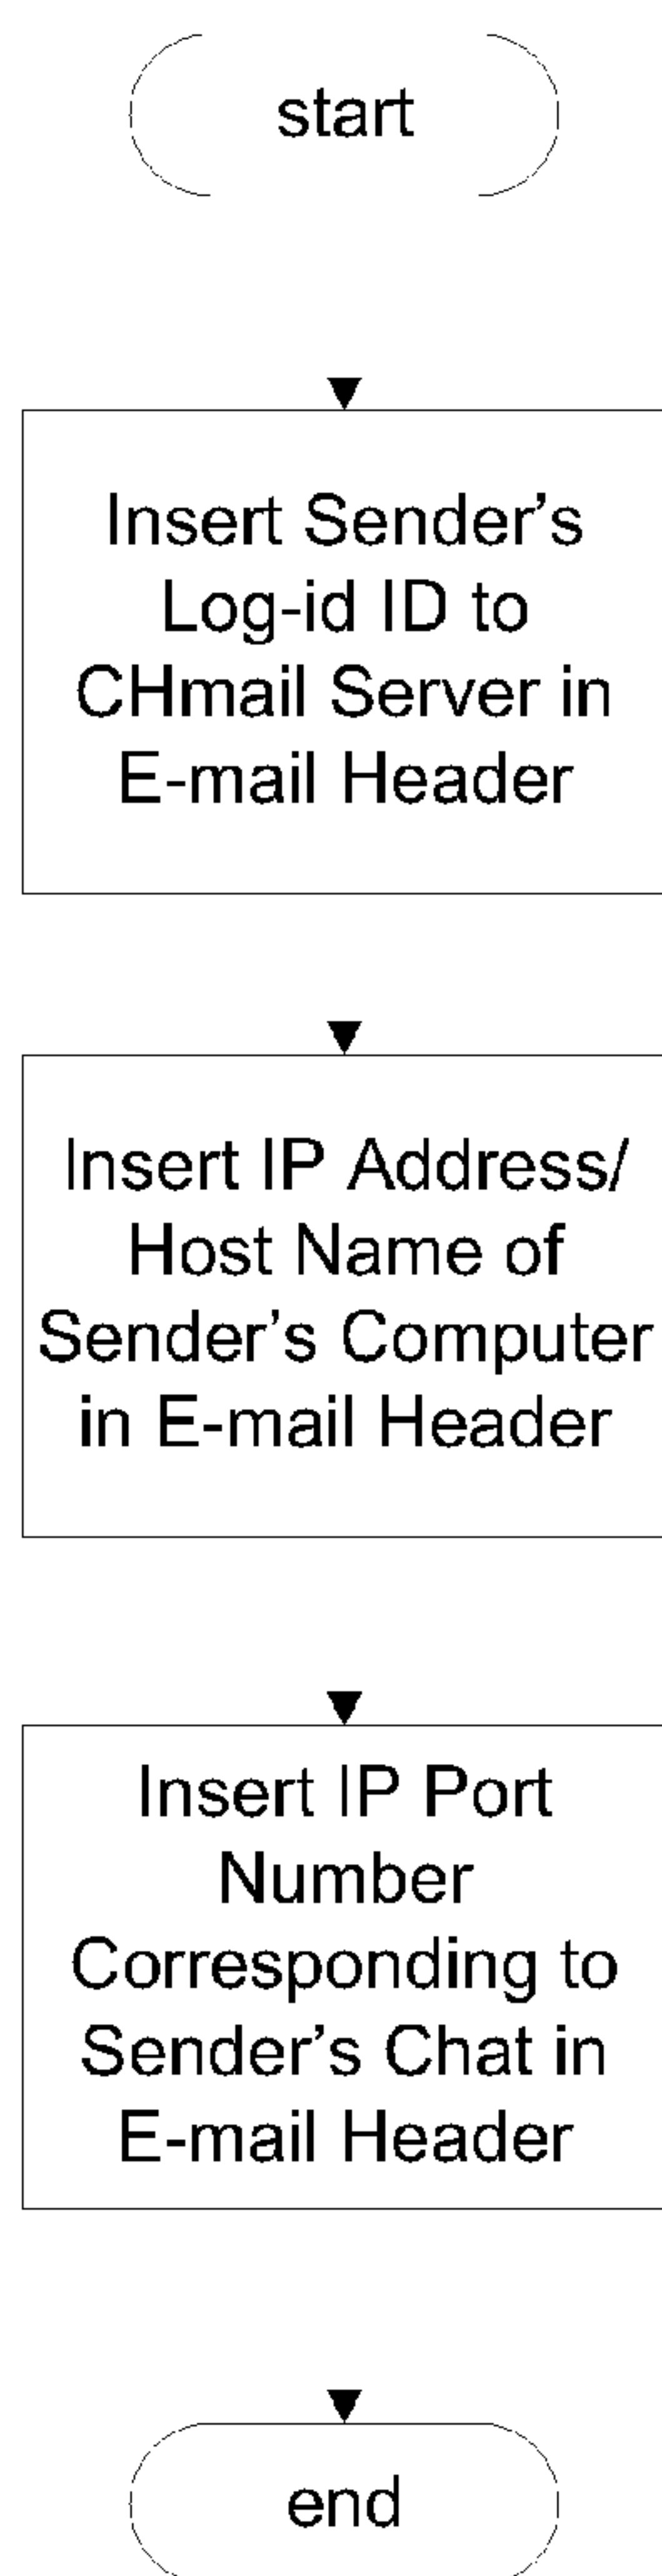 start
Insert Sender’s
Log-id ID to
CHmail Server in
E-mail Header
Insert IP Address/
Host Name of
Sender’s Computer
in E-mail Header
Insert IP Port
Number
Corresponding to
Sender’s Chat in
E-mail Header
end